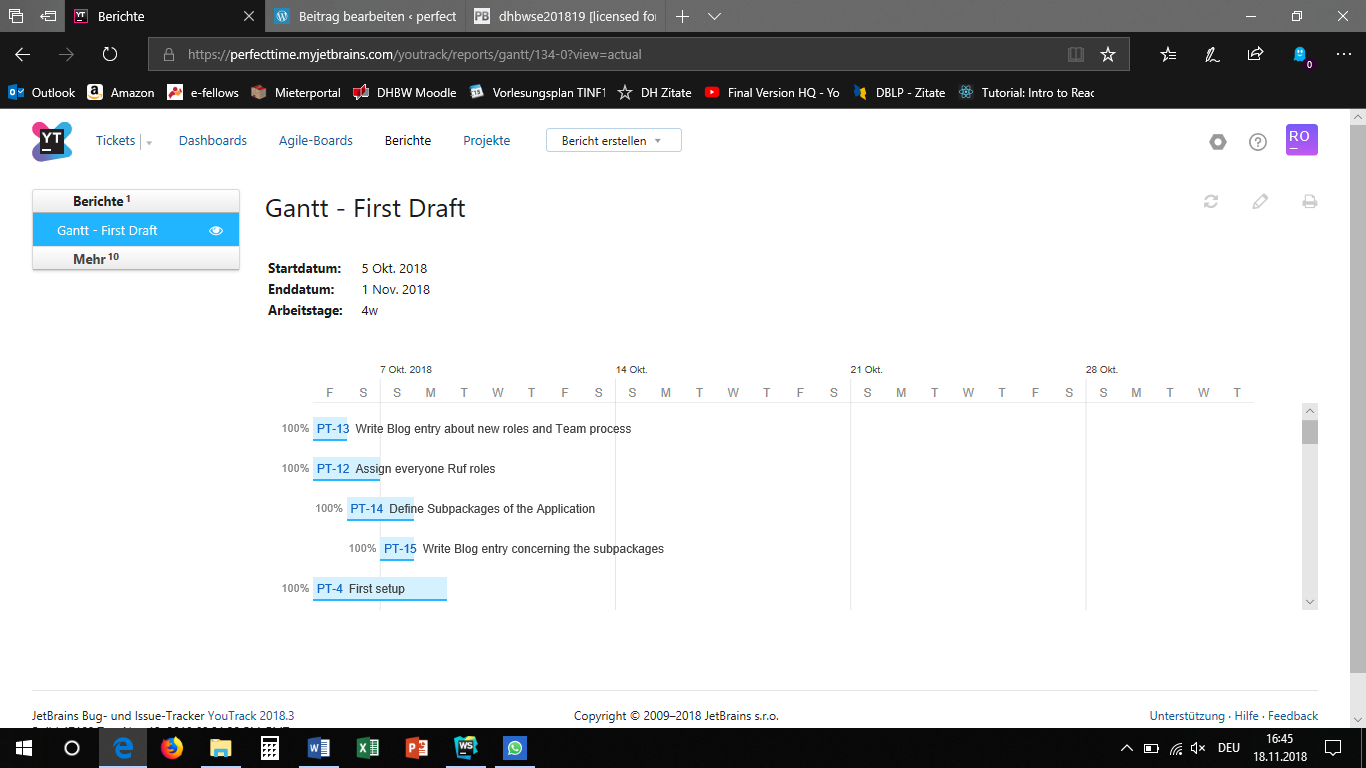 Berichte
Beitrag bearbeiten ‹ perfect
PB dhbwse201819 [licensed for
https://perfecttime.myjetbrains.com/youtrack/reports/gantt/134-0?view=actual
0
Outlook Amazon e-fellows Mieterportal DHBW Moodle Vorlesungsplan TINF1 DH Zitate Final Version HQ - Yo DBLP - Zitate Tutorial: Intro to Reac
YT Tickets Dashboards Agile-Boards Berichte Projekte Bericht erstellen RO
Berichte 1
Gantt - First Draft
Mehr 10
Gantt - First Draft
Startdatum: 5 Okt. 2018
Enddatum: 1 Nov. 2018
Arbeitstage: 4w
7 Okt. 2018 14 Okt. 21 Okt. 28 Okt.
F S S M T W T F S S M T W T F S S M T W T F S S M T W T
100% PT-13 Write Blog entry about new roles and Team process
100% PT-12 Assign everyone Ruf roles
100% PT-14 Define Subpackages of the Application
100% PT-15 Write Blog entry concerning the subpackages
100% PT-4 First setup
JetBrains Bug- und Issue-Tracker YouTrack 2018.3
Copyright © 2009–2018 JetBrains s.r.o.
Unterstützung · Hilfe · Feedback
WS
DEU
16:45
18.11.2018